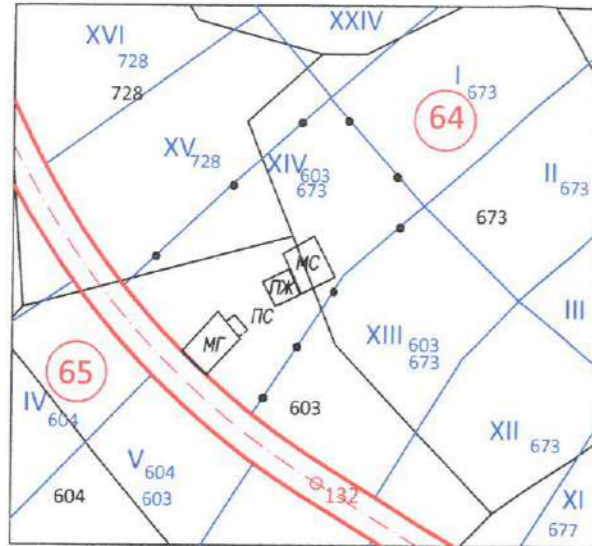 XXIV
XVI
728
728
I 673
64
XV 728
XIV 603
673
II 673
673
МС
ПЖ
ПС
МГ
III
XIII 603
673
65
IV 604
603
V 604
603
604
132
XII 673
XI
677